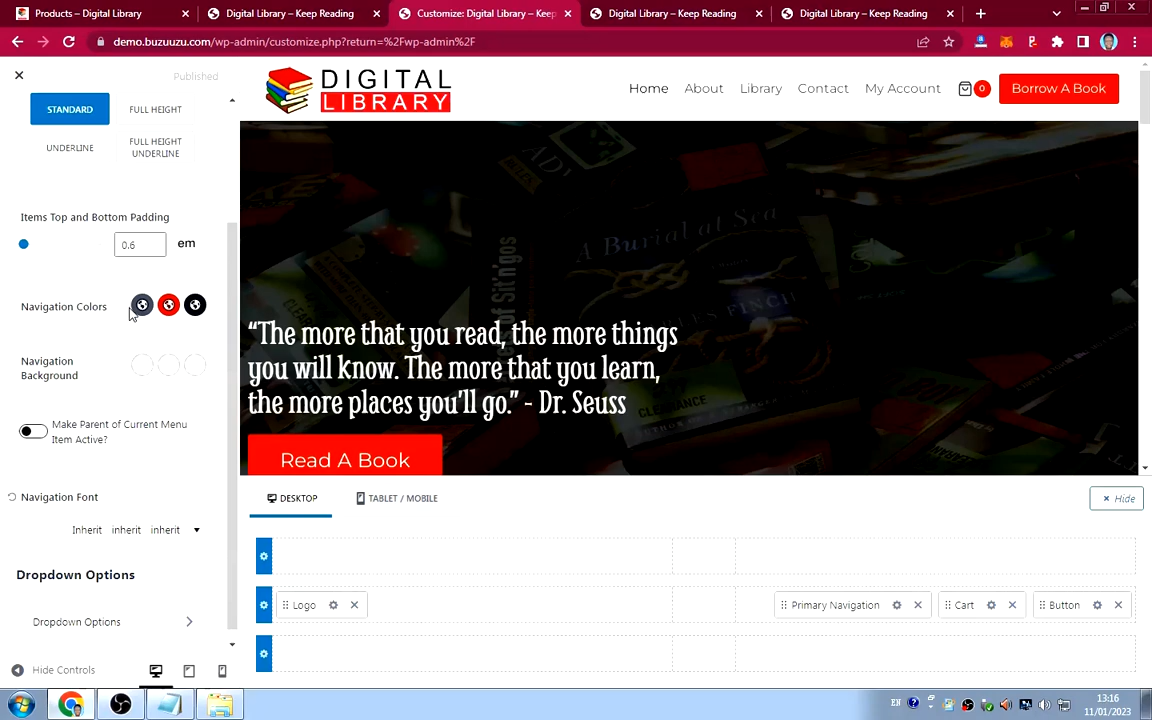 Products – Digital Library
Digital Library – Keep Reading
Customize: Digital Library – Keep
Digital Library – Keep Reading
Digital Library – Keep Reading
demo.buzuuzu.com/wp-admin/customize.php?return=%2Fwp-admin%2F
Published
STANDARD
FULL HEIGHT
UNDERLINE
FULL HEIGHT
UNDERLINE
Items Top and Bottom Padding
0.6
em
Navigation Colors
Navigation
Background
Make Parent of Current Menu
Item Active?
Navigation Font
Inherit inherit inherit
Dropdown Options
Dropdown Options
Hide Controls
DIGITAL
LIBRARY
Home
About
Library
Contact
My Account
0
Borrow A Book
A Burial at Sea
FINCH
CLEARANCE
“The more that you read, the more things
you will know. The more that you learn,
the more places you'll go.” - Dr. Seuss
Read A Book
DESKTOP
TABLET / MOBILE
× Hide
Logo
Primary Navigation
Cart
Button
EN
13:16
11/01/2023